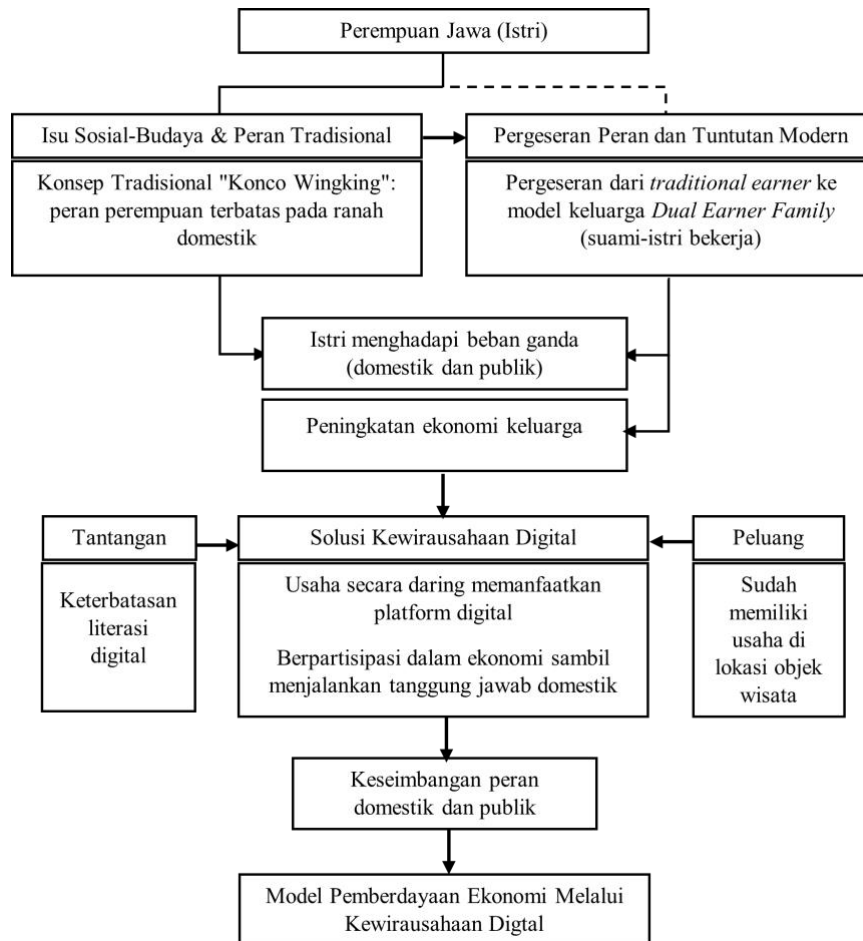 Perempuan Jawa (Istri)
Isu Sosial-Budaya & Peran Tradisional
Konsep Tradisional "Konco Wingking":
peran perempuan terbatas pada ranah
domestik
Pergeseran Peran dan Tuntutan Modern
Pergeseran dari traditional earner ke
model keluarga Dual Earner Family
(suami-istri bekerja)
Istri menghadapi beban ganda
(domestik dan publik)
Peningkatan ekonomi keluarga
Tantangan
Keterbatasan
literasi
digital
Solusi Kewirausahaan Digital
Usaha secara daring memanfaatkan
platform digital
Berpartisipasi dalam ekonomi sambil
menjalankan tanggung jawab domestik
Peluang
Sudah
memiliki
usaha di
lokasi objek
wisata
Keseimbangan peran
domestik dan publik
Model Pemberdayaan Ekonomi Melalui
Kewirausahaan Digtal